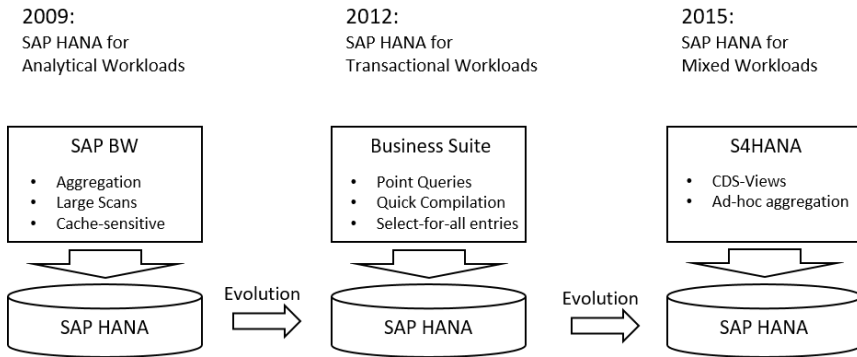 2009:
SAP HANA for
Analytical Workloads
2012:
SAP HANA for
Transactional Workloads
2015:
SAP HANA for
Mixed Workloads
SAP BW
• Aggregation
• Large Scans
• Cache-sensitive
Business Suite
• Point Queries
• Quick Compilation
• Select-for-all entries
S4HANA
• CDS-Views
• Ad-hoc aggregation
SAP HANA
Evolution
SAP HANA
Evolution
SAP HANA